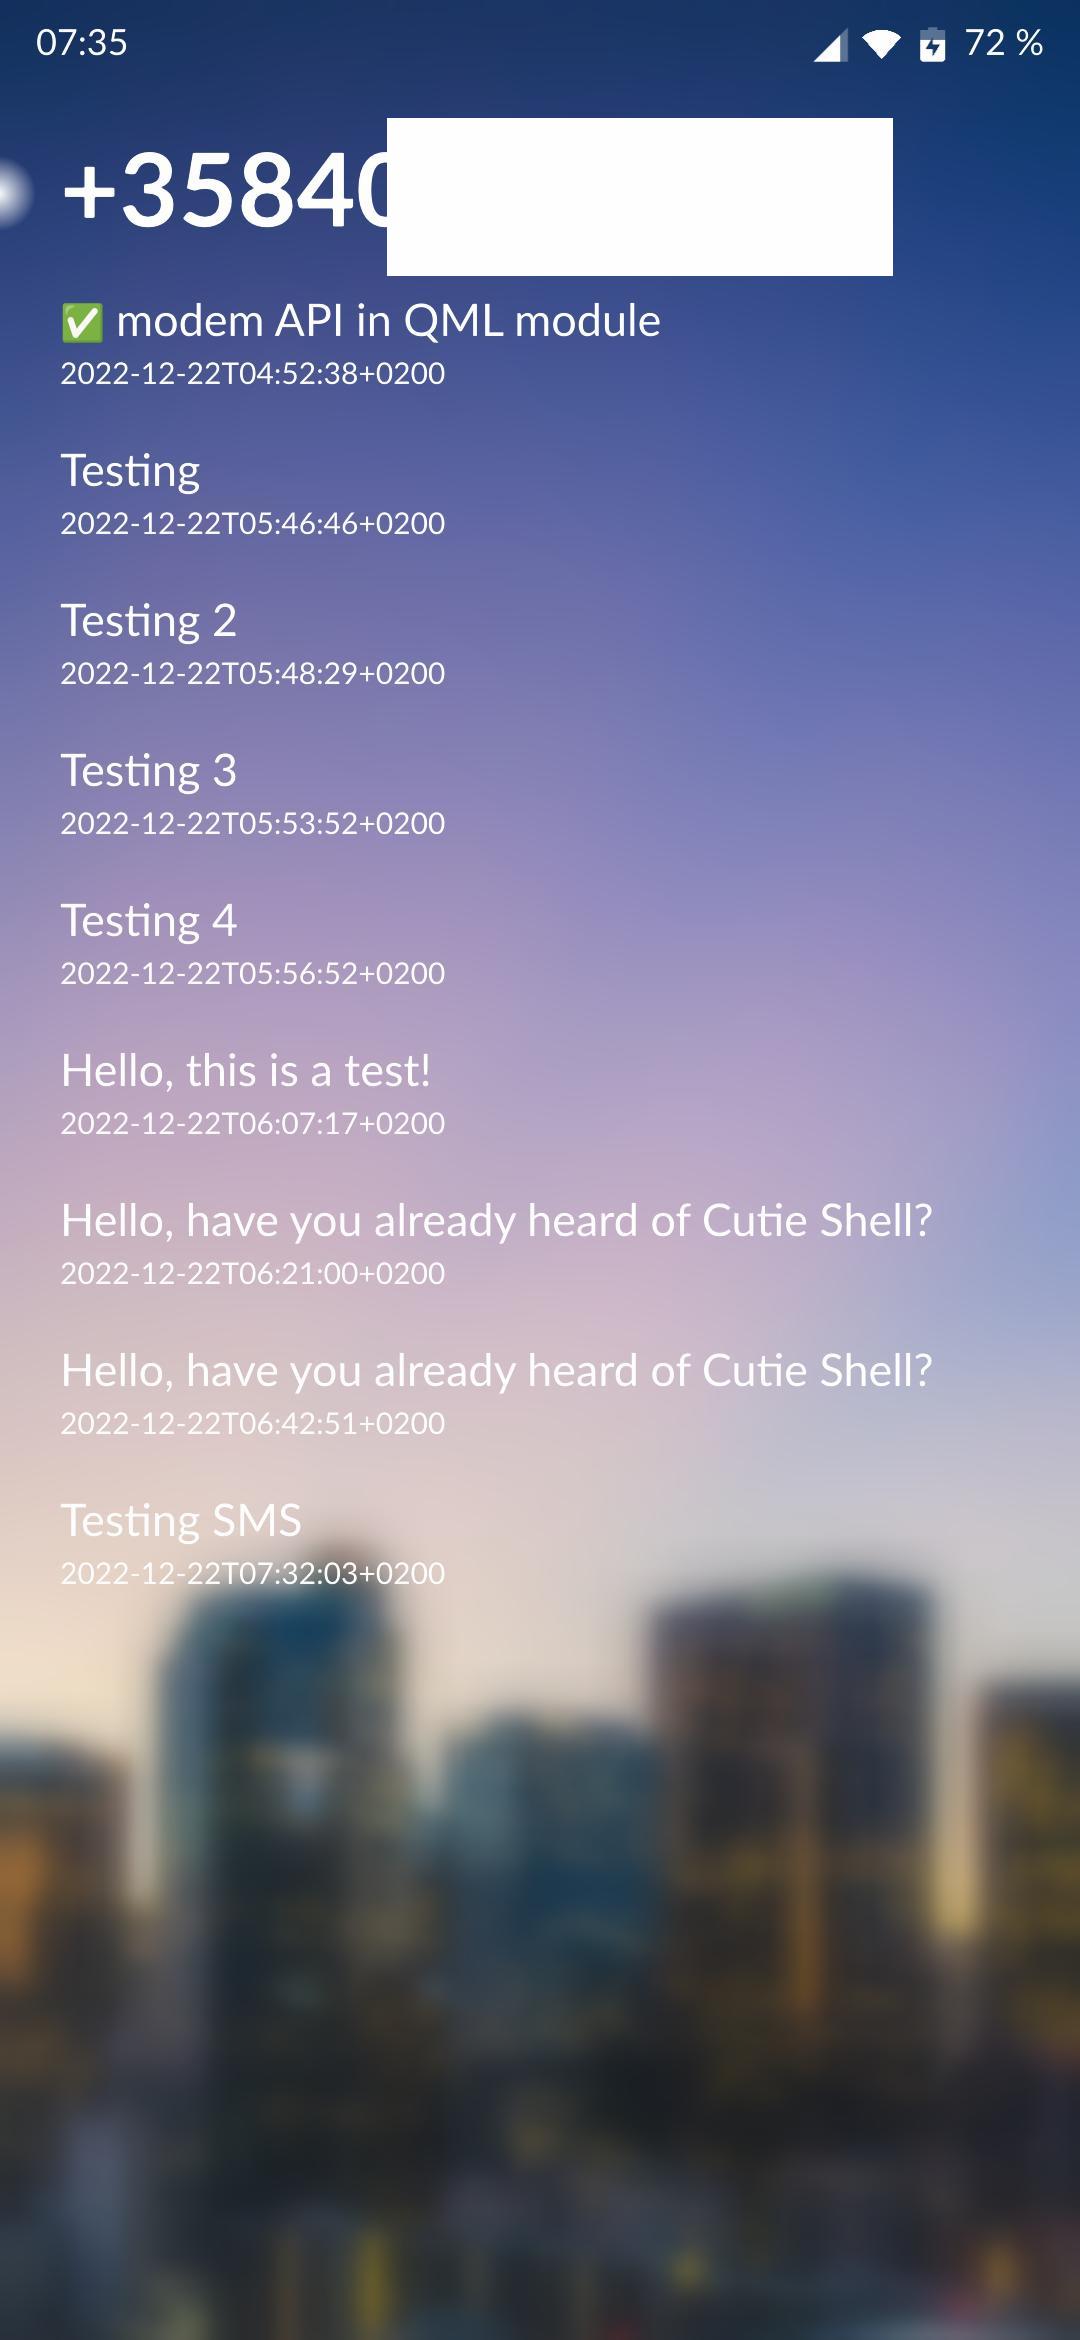 07:35 72 %
+35840
✅ modem API in QML module
2022-12-22T04:52:38+0200
Testing
2022-12-22T05:46:46+0200
Testing 2
2022-12-22T05:48:29+0200
Testing 3
2022-12-22T05:53:52+0200
Testing 4
2022-12-22T05:56:52+0200
Hello, this is a test!
2022-12-22T06:07:17+0200
Hello, have you already heard of Cutie Shell?
2022-12-22T06:21:00+0200
Hello, have you already heard of Cutie Shell?
2022-12-22T06:42:51+0200
Testing SMS
2022-12-22T07:32:03+0200